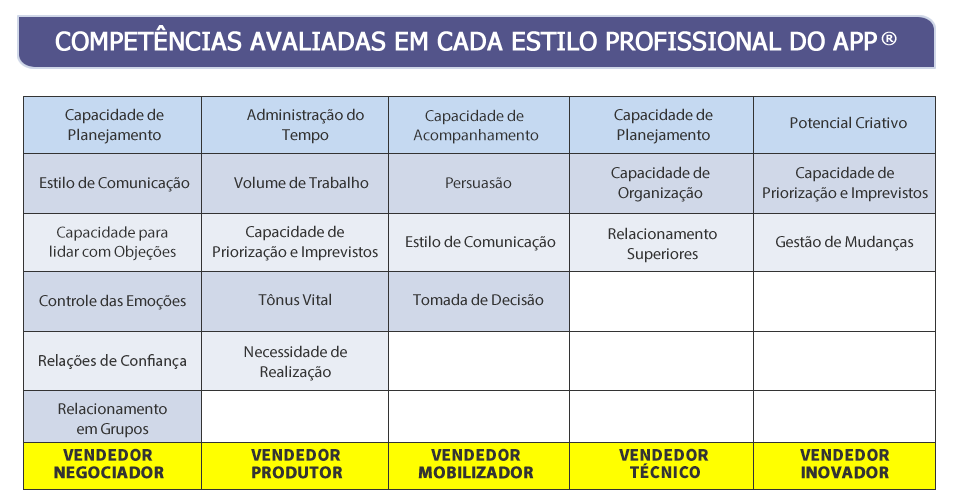 COMPETÊNCIAS AVALIADAS EM CADA ESTILO PROFISSIONAL DO APP®
Capacidade de
Planejamento
Administração do
Tempo
Capacidade de
Acompanhamento
Capacidade de
Planejamento
Potencial Criativo
Estilo de Comunicação
Volume de Trabalho
Persuasão
Capacidade de
Organização
Capacidade de
Priorização e Imprevistos
Capacidade para
lidar com Objeções
Capacidade de
Priorização e Imprevistos
Estilo de Comunicação
Relacionamento
Superiores
Gestão de Mudanças
Controle das Emoções
Tônus Vital
Tomada de Decisão
Relações de Confiança
Necessidade de
Realização
Relacionamento
em Grupos
VENDEDOR
NEGOCIADOR
VENDEDOR
PRODUTOR
VENDEDOR
MOBILIZADOR
VENDEDOR
TÉCNICO
VENDEDOR
INOVADOR